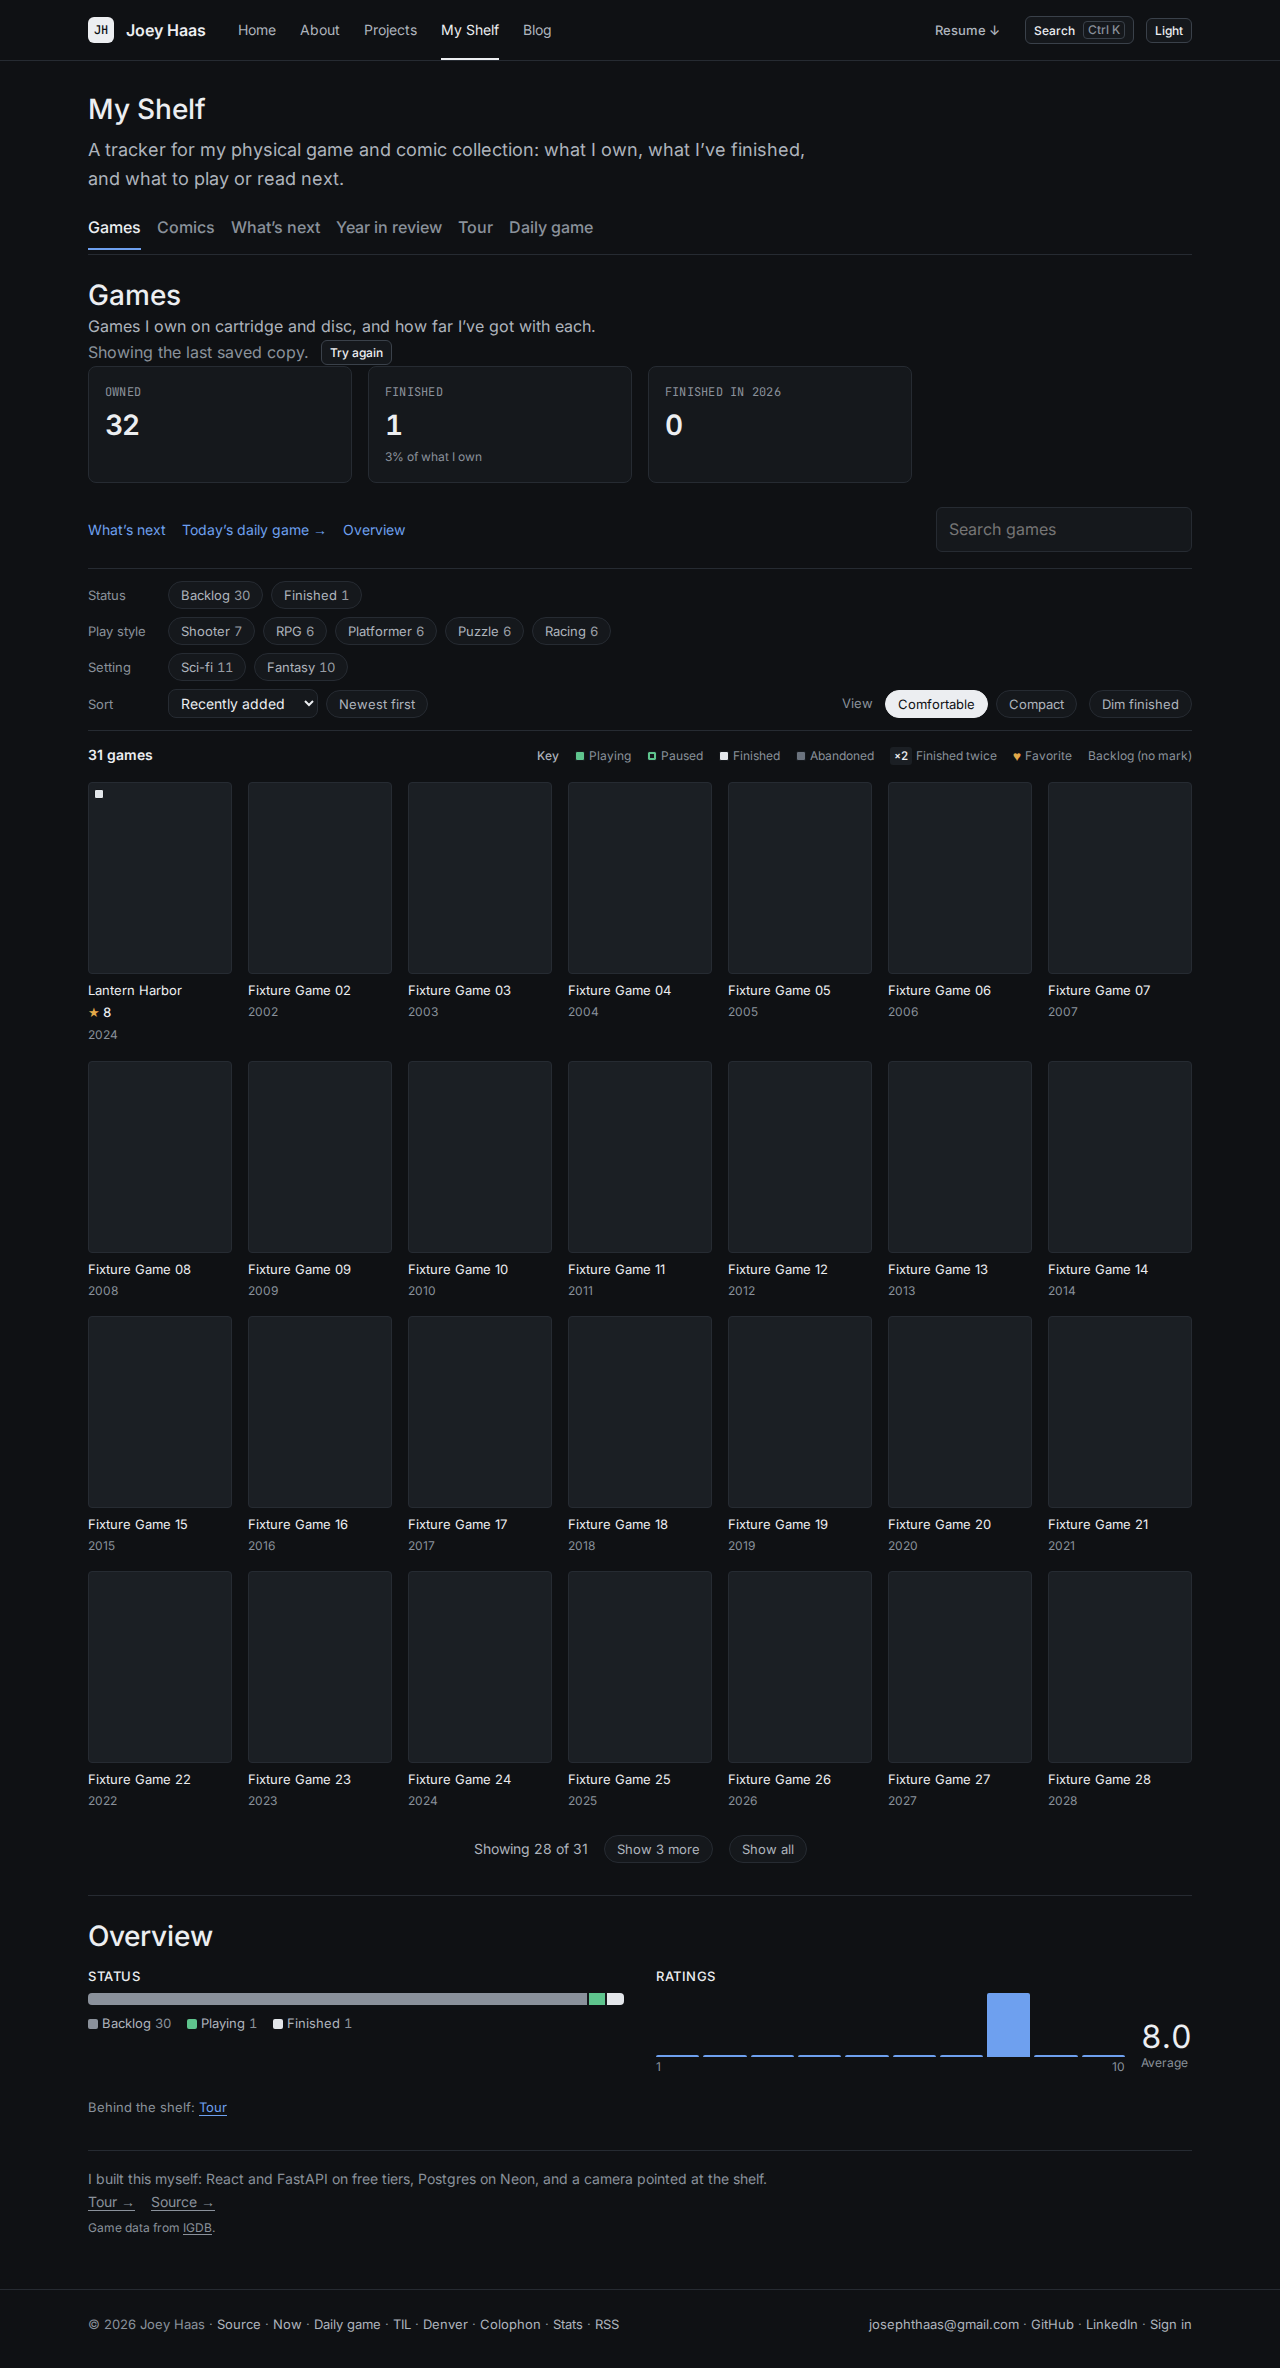 JH Joey Haas Home About Projects My Shelf Blog Resume ↓ Search Ctrl K Light
My Shelf
A tracker for my physical game and comic collection: what I own, what I’ve finished,
and what to play or read next.
Games Comics What’s next Year in review Tour Daily game
Games
Games I own on cartridge and disc, and how far I’ve got with each.
Showing the last saved copy. Try again
OWNED FINISHED FINISHED IN 2026
32 1 0
3% of what I own
What’s next Today’s daily game → Overview Search games
Status Backlog 30 Finished 1
Play style Shooter 7 RPG 6 Platformer 6 Puzzle 6 Racing 6
Setting Sci-fi 11 Fantasy 10
Sort Recently added Newest first View Comfortable Compact Dim finished
31 games Key Playing Paused Finished Abandoned ×2 Finished twice ♥ Favorite Backlog (no mark)
Lantern Harbor Fixture Game 02 Fixture Game 03 Fixture Game 04 Fixture Game 05 Fixture Game 06 Fixture Game 07
★ 8 2002 2003 2004 2005 2006 2007
2024
Fixture Game 08 Fixture Game 09 Fixture Game 10 Fixture Game 11 Fixture Game 12 Fixture Game 13 Fixture Game 14
2008 2009 2010 2011 2012 2013 2014
Fixture Game 15 Fixture Game 16 Fixture Game 17 Fixture Game 18 Fixture Game 19 Fixture Game 20 Fixture Game 21
2015 2016 2017 2018 2019 2020 2021
Fixture Game 22 Fixture Game 23 Fixture Game 24 Fixture Game 25 Fixture Game 26 Fixture Game 27 Fixture Game 28
2022 2023 2024 2025 2026 2027 2028
Showing 28 of 31 Show 3 more Show all
Overview
STATUS RATINGS
Backlog 30 Playing 1 Finished 1
8.0
Average
1 10
Behind the shelf: Tour
I built this myself: React and FastAPI on free tiers, Postgres on Neon, and a camera pointed at the shelf.
Tour → Source →
Game data from IGDB.
© 2026 Joey Haas · Source · Now · Daily game · TIL · Denver · Colophon · Stats · RSS josephthaas@gmail.com · GitHub · LinkedIn · Sign in